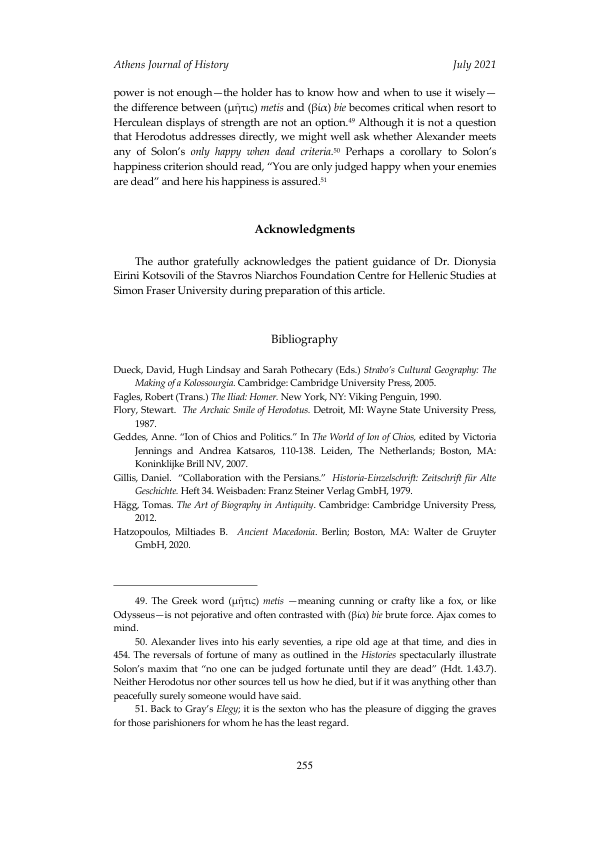 Athens Journal of History July 2021
power is not enough—the holder has to know how and when to use it wisely—
the difference between (μῆτις) metis and (βία) bie becomes critical when resort to
Herculean displays of strength are not an option.49 Although it is not a question
that Herodotus addresses directly, we might well ask whether Alexander meets
any of Solon’s only happy when dead criteria.50 Perhaps a corollary to Solon’s
happiness criterion should read, “You are only judged happy when your enemies
are dead” and here his happiness is assured.51
Acknowledgments
The author gratefully acknowledges the patient guidance of Dr. Dionysia
Eirini Kotsovili of the Stavros Niarchos Foundation Centre for Hellenic Studies at
Simon Fraser University during preparation of this article.
Bibliography
Dueck, David, Hugh Lindsay and Sarah Pothecary (Eds.) Strabo’s Cultural Geography: The
Making of a Kolossourgia. Cambridge: Cambridge University Press, 2005.
Fagles, Robert (Trans.) The Iliad: Homer. New York, NY: Viking Penguin, 1990.
Flory, Stewart. The Archaic Smile of Herodotus. Detroit, MI: Wayne State University Press,
1987.
Geddes, Anne. “Ion of Chios and Politics.” In The World of Ion of Chios, edited by Victoria
Jennings and Andrea Katsaros, 110-138. Leiden, The Netherlands; Boston, MA:
Koninklijke Brill NV, 2007.
Gillis, Daniel. “Collaboration with the Persians.” Historia-Einzelschrift: Zeitschrift für Alte
Geschichte. Heft 34. Weisbaden: Franz Steiner Verlag GmbH, 1979.
Hägg, Tomas. The Art of Biography in Antiquity. Cambridge: Cambridge University Press,
2012.
Hatzopoulos, Miltiades B. Ancient Macedonia. Berlin; Boston, MA: Walter de Gruyter
GmbH, 2020.
49. The Greek word (μῆτις) metis —meaning cunning or crafty like a fox, or like
Odysseus—is not pejorative and often contrasted with (βία) bie brute force. Ajax comes to
mind.
50. Alexander lives into his early seventies, a ripe old age at that time, and dies in
454. The reversals of fortune of many as outlined in the Histories spectacularly illustrate
Solon’s maxim that “no one can be judged fortunate until they are dead” (Hdt. 1.43.7).
Neither Herodotus nor other sources tell us how he died, but if it was anything other than
peacefully surely someone would have said.
51. Back to Gray’s Elegy; it is the sexton who has the pleasure of digging the graves
for those parishioners for whom he has the least regard.
255